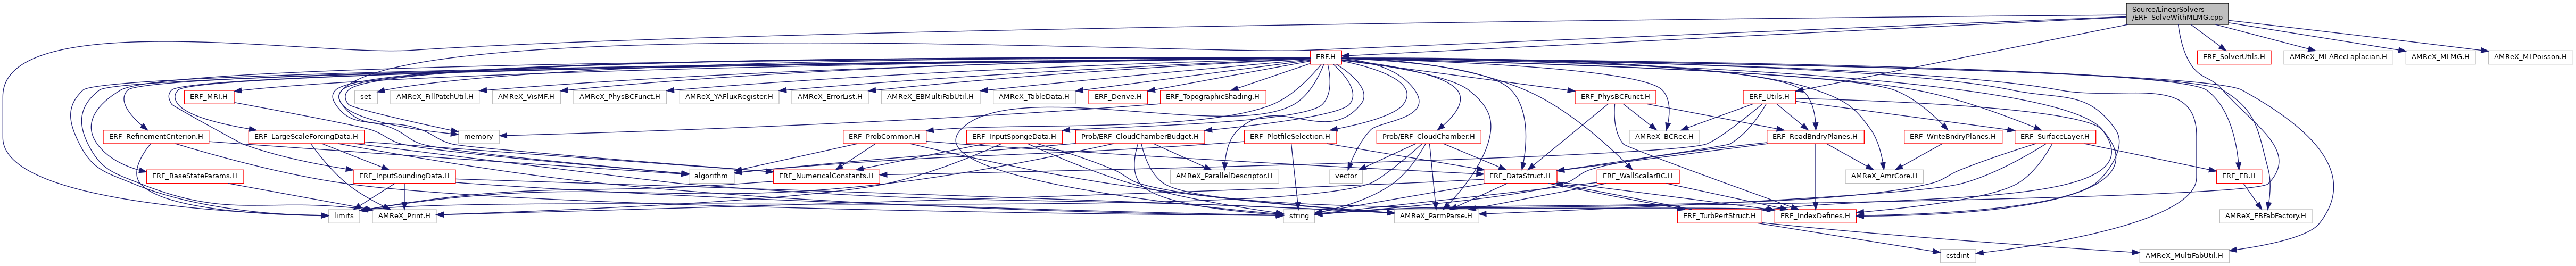 Source/LinearSolvers
/ERF_SolveWithMLMG.cpp
ERF.H
ERF_SolverUtils.H
AMReX_MLABecLaplacian.H
AMReX_MLMG.H
AMReX_MLPoisson.H
ERF_MRI.H
set
AMReX_FillPatchUtil.H
AMReX_VisMF.H
AMReX_PhysBCFunct.H
AMReX_YAFluxRegister.H
AMReX_ErrorList.H
AMReX_EBMultiFabUtil.H
AMReX_TableData.H
ERF_Derive.H
ERF_TopographicShading.H
ERF_PhysBCFunct.H
ERF_Utils.H
ERF_RefinementCriterion.H
ERF_LargeScaleForcingData.H
memory
ERF_ProbCommon.H
ERF_InputSpongeData.H
Prob/ERF_CloudChamberBudget.H
ERF_PlotfileSelection.H
Prob/ERF_CloudChamber.H
AMReX_BCRec.H
ERF_ReadBndryPlanes.H
ERF_WriteBndryPlanes.H
ERF_SurfaceLayer.H
ERF_BaseStateParams.H
ERF_InputSoundingData.H
algorithm
ERF_NumericalConstants.H
AMReX_ParallelDescriptor.H
vector
ERF_DataStruct.H
ERF_WallScalarBC.H
AMReX_AmrCore.H
ERF_EB.H
limits
AMReX_Print.H
string
AMReX_ParmParse.H
ERF_TurbPertStruct.H
ERF_IndexDefines.H
AMReX_EBFabFactory.H
cstdint
AMReX_MultiFabUtil.H